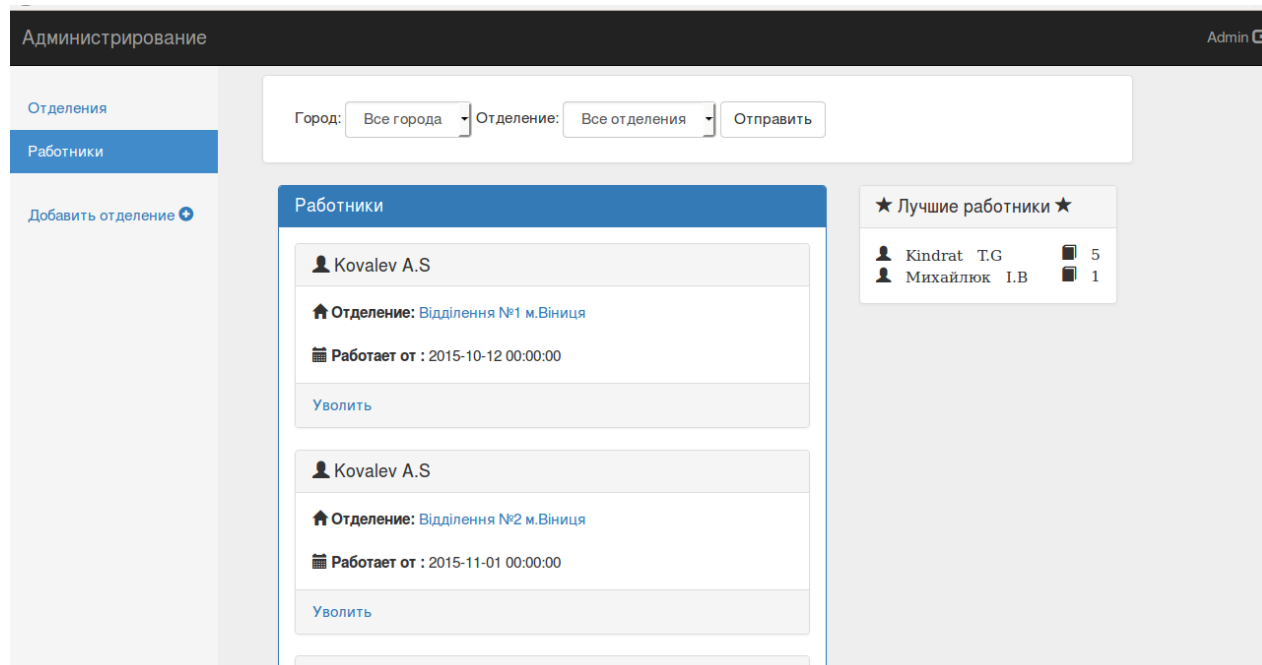 Администрирование
Admin
Отделения
Работники
Добавить отделение
Город: Все города Отделение: Все отделения Отправить
Работники
Kovalev A.S
Отделение: Відділення №1 м.Віниця
Работает от : 2015-10-12 00:00:00
Уволить
Kovalev A.S
Отделение: Відділення №2 м.Віниця
Работает от : 2015-11-01 00:00:00
Уволить
★ Лучшие работники ★
Kindrat T.G 5
Михайлюк I.B 1